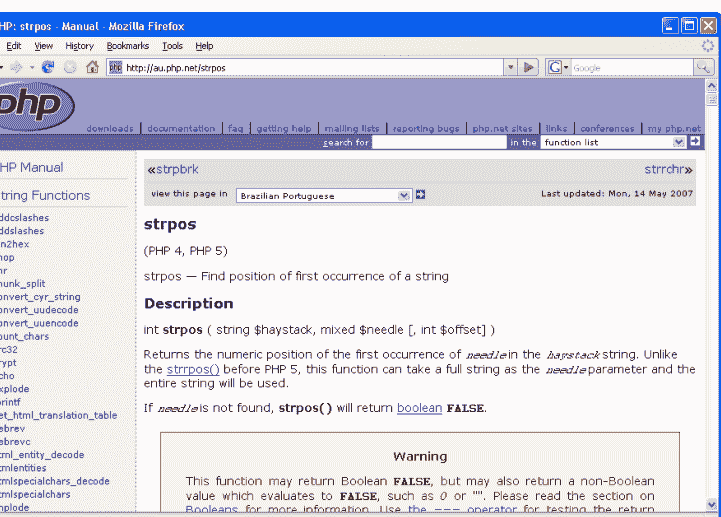 HP: strpos - Manual - Mozilla Firefox
Edit View History Bookmarks Tools Help
http://au.php.net/strpos
G Google
php
downloads | documentation | faq | getting help | mailing lists | reporting bugs | php.net sites | links | conferences | my php.net
search for in the function list
HP Manual
tring Functions
ddcslashes
ddslashes
n2hex
hop
hr
hunk_split
onvert_cyr_string
onvert_uudecode
onvert_uuencode
ount_chars
rc32
rypt
cho
xplode
printf
et_html_translation_table
ebrev
ebrevc
tml_entity_decode
tmlentities
tmlspecialchars_decode
tmlspecialchars
mplode
«strpbrk strrchr»
view this page in Brazilian Portuguese Last updated: Mon, 14 May 2007
strpos
(PHP 4, PHP 5)
strpos — Find position of first occurrence of a string
Description
int strpos ( string $haystack, mixed $needle [, int $offset] )
Returns the numeric position of the first occurrence of needle in the haystack string. Unlike
the strrpos() before PHP 5, this function can take a full string as the needle parameter and the
entire string will be used.
If needle is not found, strpos() will return boolean FALSE.
Warning
This function may return Boolean FALSE, but may also return a non-Boolean
value which evaluates to FALSE, such as 0 or "". Please read the section on
Booleans for more information. Use the === operator for testing the return